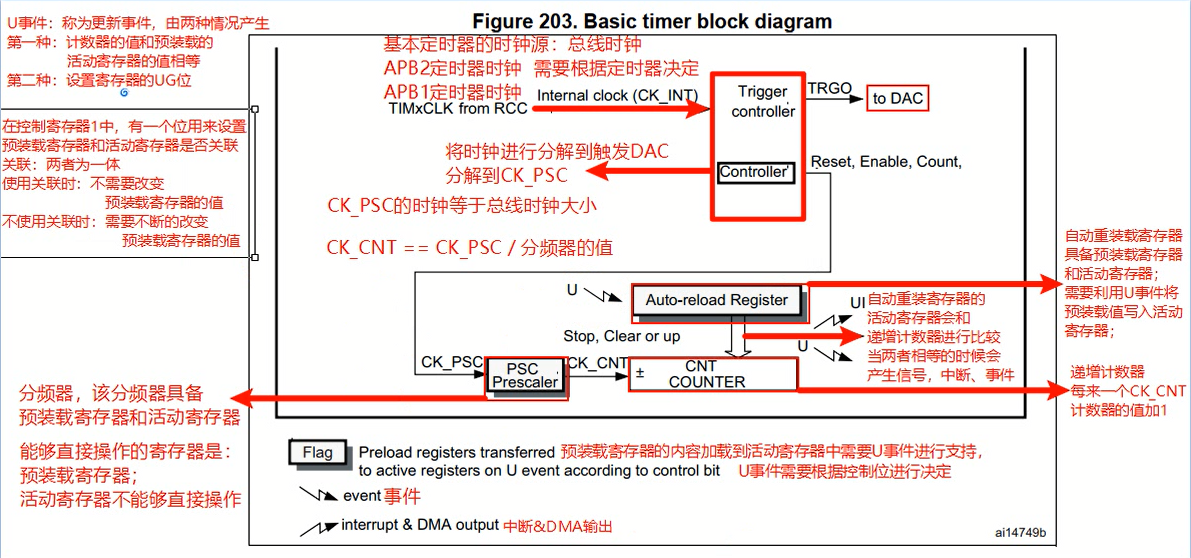 U事件：称为更新事件，由两种情况产生
第一种：计数器的值和预装载的
活动寄存器的值相等
第二种：设置寄存器的UG位
在控制寄存器1中，有一个位用来设置
预装载寄存器和活动寄存器是否关联
关联：两者为一体
使用关联时：不需要改变
预装载寄存器的值
不使用关联时：需要不断的改变
预装载寄存器的值
Figure 203. Basic timer block diagram
基本定时器的时钟源：总线时钟
APB2定时器时钟 需要根据定时器决定
APB1定时器时钟
Internal clock (CK_INT)
TIMxCLK from RCC
Trigger
controller
TRGO
to DAC
Controller
Reset, Enable, Count,
将时钟进行分解到触发DAC
分解到CK_PSC
CK_PSC的时钟等于总线时钟大小
CK_CNT == CK_PSC / 分频器的值
U
Auto-reload Register
自动重装载寄存器
具备预装载寄存器
和活动寄存器；
需要利用U事件将
预装载值写入活动
寄存器；
Stop, Clear or up
UI
U
自动重装寄存器的
活动寄存器会和
递增计数器进行比较
当两者相等的时候会
产生信号，中断、事件
CK_PSC
PSC
Prescaler
CK_CNT
±
CNT
COUNTER
递增计数器
每来一个CK_CNT
计数器的值加1
分频器，该分频器具备
预装载寄存器和活动寄存器
能够直接操作的寄存器是：
预装载寄存器；
活动寄存器不能够直接操作
Flag
Preload registers transferred 预装载寄存器的内容加载到活动寄存器中需要U事件进行支持，
to active registers on U event according to control bit U事件需要根据控制位进行决定
event 事件
interrupt & DMA output 中断&DMA输出
ai14749b